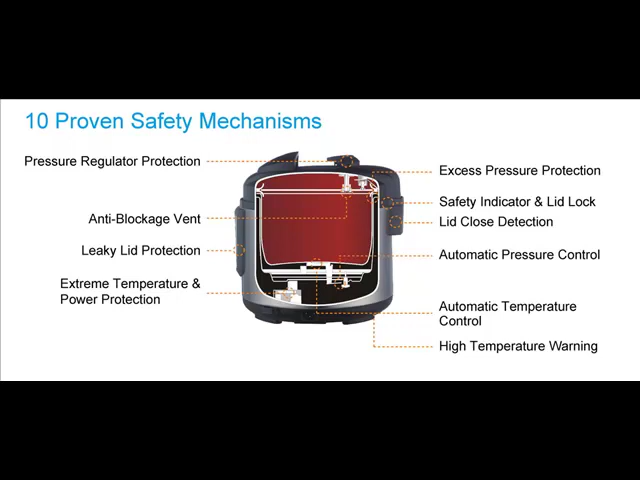 10 Proven Safety Mechanisms
Pressure Regulator Protection
Anti-Blockage Vent
Leaky Lid Protection
Extreme Temperature &
Power Protection
Excess Pressure Protection
Safety Indicator & Lid Lock
Lid Close Detection
Automatic Pressure Control
Automatic Temperature
Control
High Temperature Warning